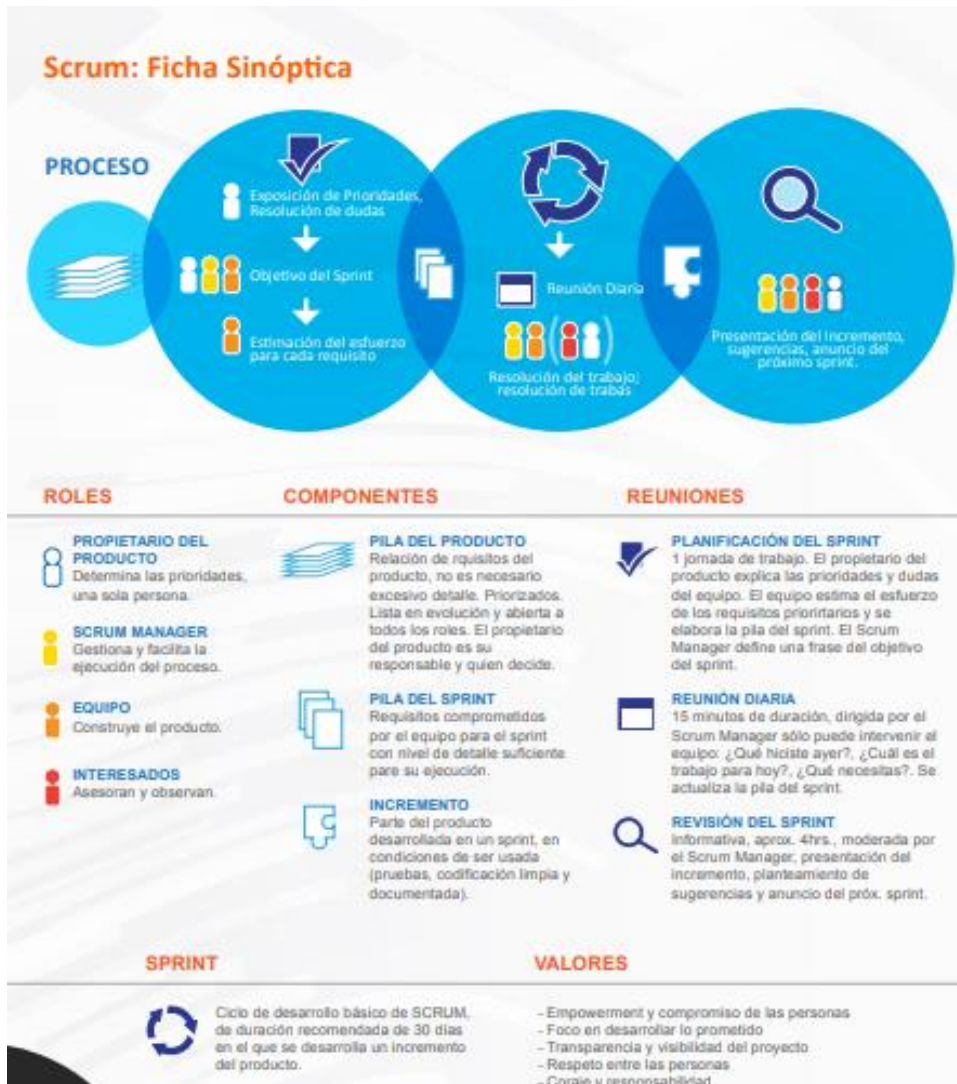 Scrum: Ficha Sinóptica
PROCESO
Exposición de Prioridades,
Resolución de dudas
Objetivo del Sprint
Estimación del esfuerzo
para cada requisito
Reunión Diaria
Resolución del trabajo;
resolución de trabas
Presentación del Incremento,
sugerencias, anuncio del
próximo sprint.
ROLES
PROPIETARIO DEL
PRODUCTO
Determina las prioridades,
una sola persona.
SCRUM MANAGER
Gestiona y facilita la
ejecución del proceso.
EQUIPO
Construye el producto.
INTERESADOS
Asesoran y observan.
COMPONENTES
PILA DEL PRODUCTO
Relación de rquisitos del
producto, no es necesario
excesivo detalle. Priorizados.
Lista en evolución y abierta a
todos los roles. El propietario
del producto es su
responsable y quien decide.
PILA DEL SPRINT
Requisitos comprometidos
por el equipo para el sprint
con nivel de detalle suficiente
pare su ejecución.
INCREMENTO
Parte del producto
desarrollada en un sprint, en
condiciones de ser usada
(pruebas, codificación limpia y
documentada).
REUNIONES
PLANIFICACIÓN DEL SPRINT
1 jornada de trabajo. El propietario del
producto explica las prioridades y dudas
del equipo. El equipo estima el esfuerzo
de los requisitos priorirtarios y se
elabora la pila del sprint. El Scrum
Manager define una frase del objetivo
del sprint.
REUNIÓN DIARIA
15 minutos de duración, dirigida por el
Scrum Manager sólo puede intervenir el
equipo: ¿Qué hiciste ayer?, ¿Cuál es el
trabajo para hoy?, ¿Qué necesitas?. Se
actualiza la pila del sprint.
REVISIÓN DEL SPRINT
Informativa, aprox. 4hrs., moderada por
el Scrum Manager, presentación del
incremento, planteamiento de
sugerencias y anuncio del próx. sprint.
SPRINT
Ciclo de desarrollo básico de SCRUM,
de duración recomendada de 30 días
en el que se desarrolla un incremento
del producto.
VALORES
- Empowerment y compromiso de las personas
- Foco en desarrollar lo prometido
- Transparencia y visibilidad del proyecto
- Respeto entre las personas
- Coraje y responsabilidad